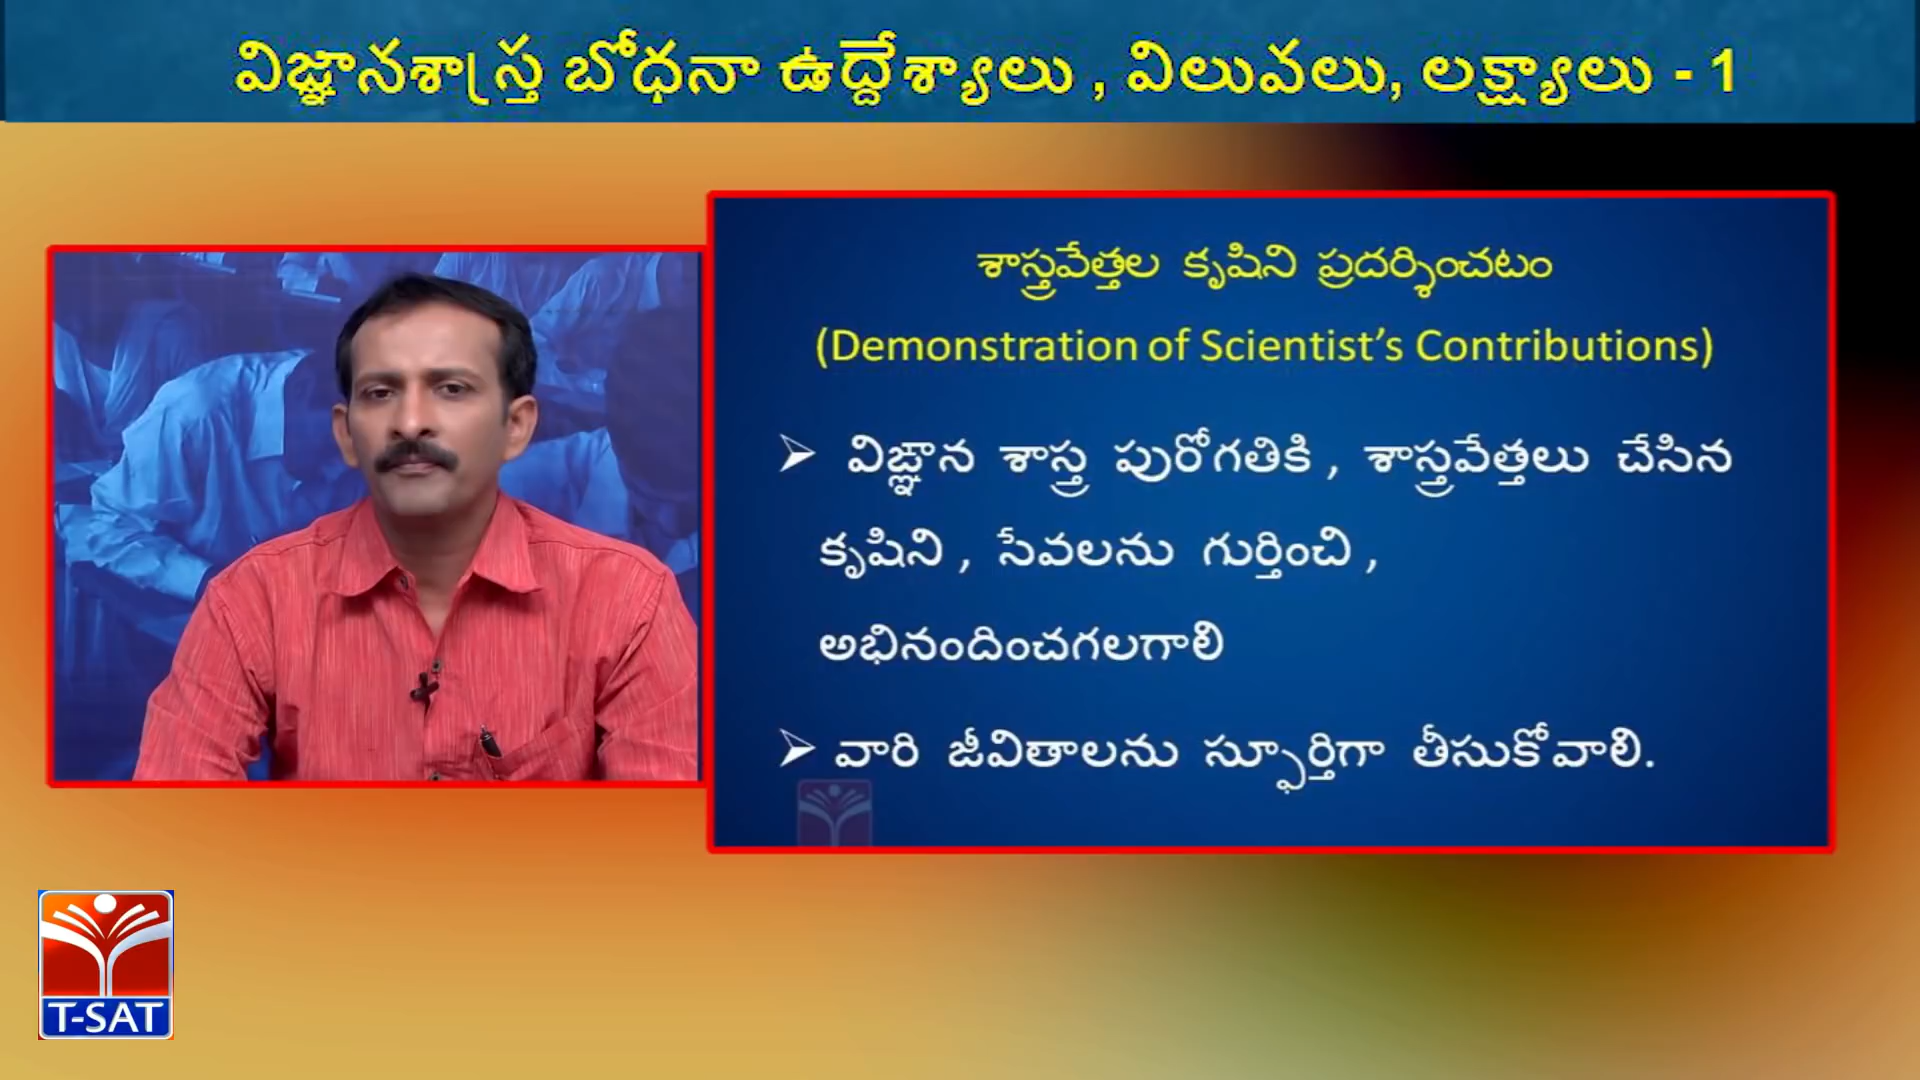 విజ్ఞానశాస్త్ర బోధనా ఉద్దేశ్యాలు , విలువలు, లక్ష్యాలు - 1
శాస్త్రవేత్తల కృషిని ప్రదర్శించటం
(Demonstration of Scientist’s Contributions)
➢ విజ్ఞాన శాస్త్ర పురోగతికి , శాస్త్రవేత్తలు చేసిన
కృషిని , సేవలను గుర్తించి ,
అభినందించగలగాలి
➢ వారి జీవితాలను స్ఫూర్తిగా తీసుకోవాలి.
T-SAT